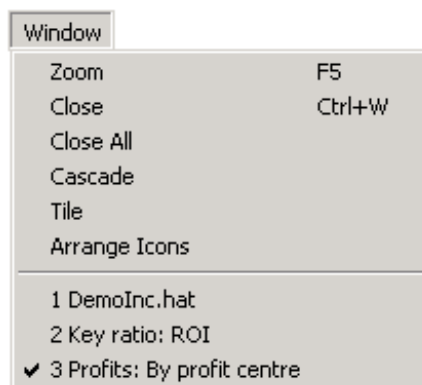 Window
Zoom F5
Close Ctrl+W
Close All
Cascade
Tile
Arrange Icons
1 DemoInc.hat
2 Key ratio: ROI
✔ 3 Profits: By profit centre